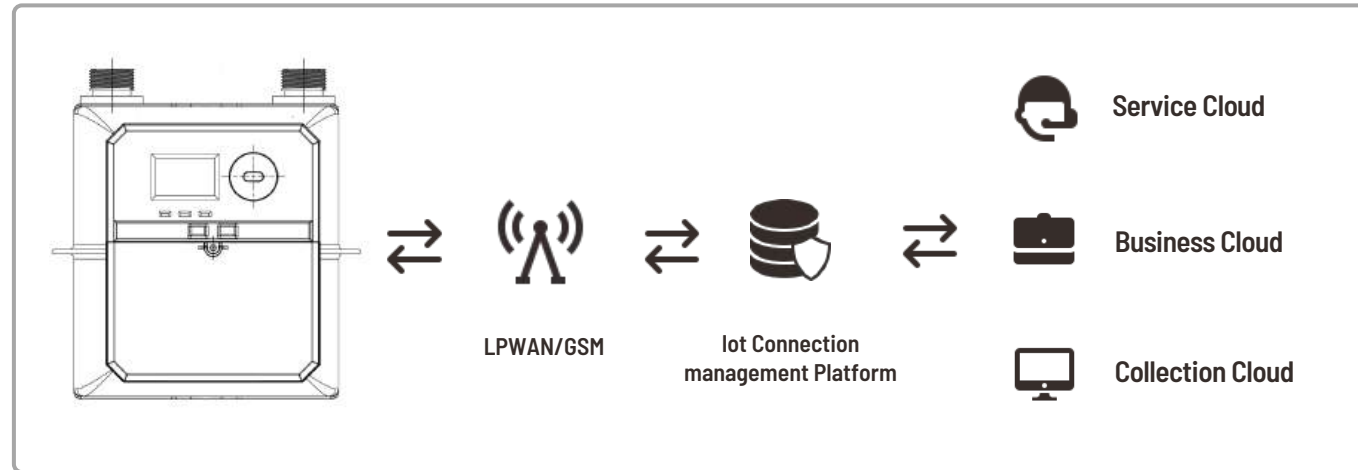 Service Cloud
Business Cloud
LPWAN/GSM
Iot Connection
management Platform
Collection Cloud